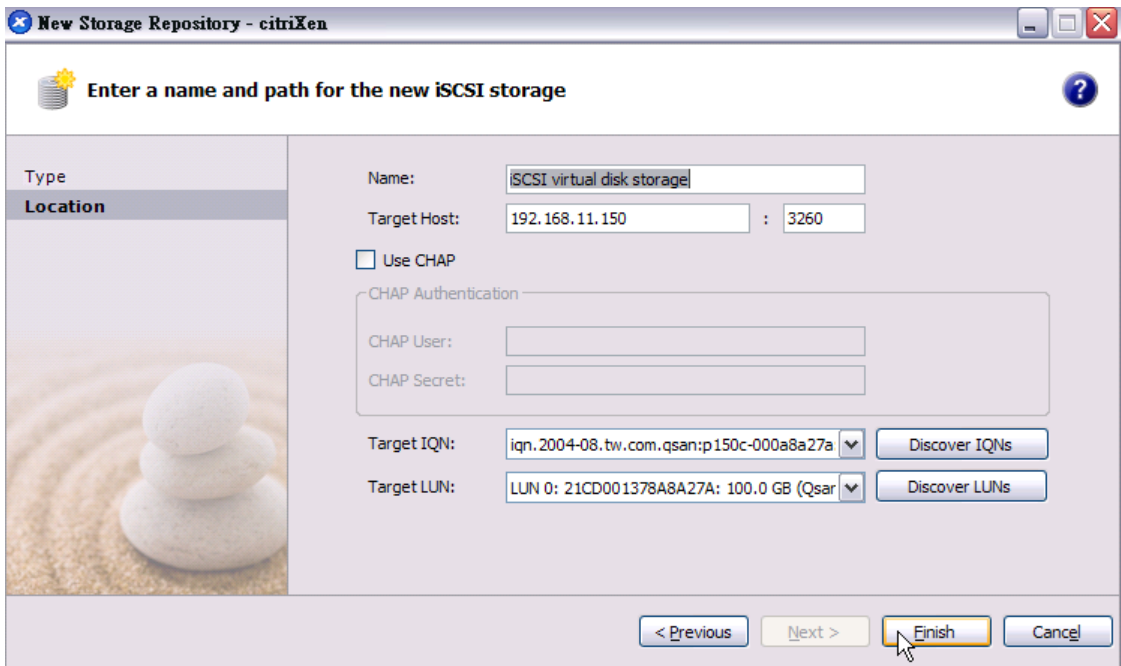 New Storage Repository - citriXen
Enter a name and path for the new iSCSI storage
?
Type
Location
Name: iSCSI virtual disk storage
Target Host: 192.168.11.150 : 3260
Use CHAP
CHAP Authentication
CHAP User:
CHAP Secret:
Target IQN: iqn.2004-08.tw.com.qsan:p150c-000a8a27a Discover IQNs
Target LUN: LUN 0: 21CD001378A8A27A: 100.0 GB (Qsar Discover LUNs
< Previous Next > Finish Cancel